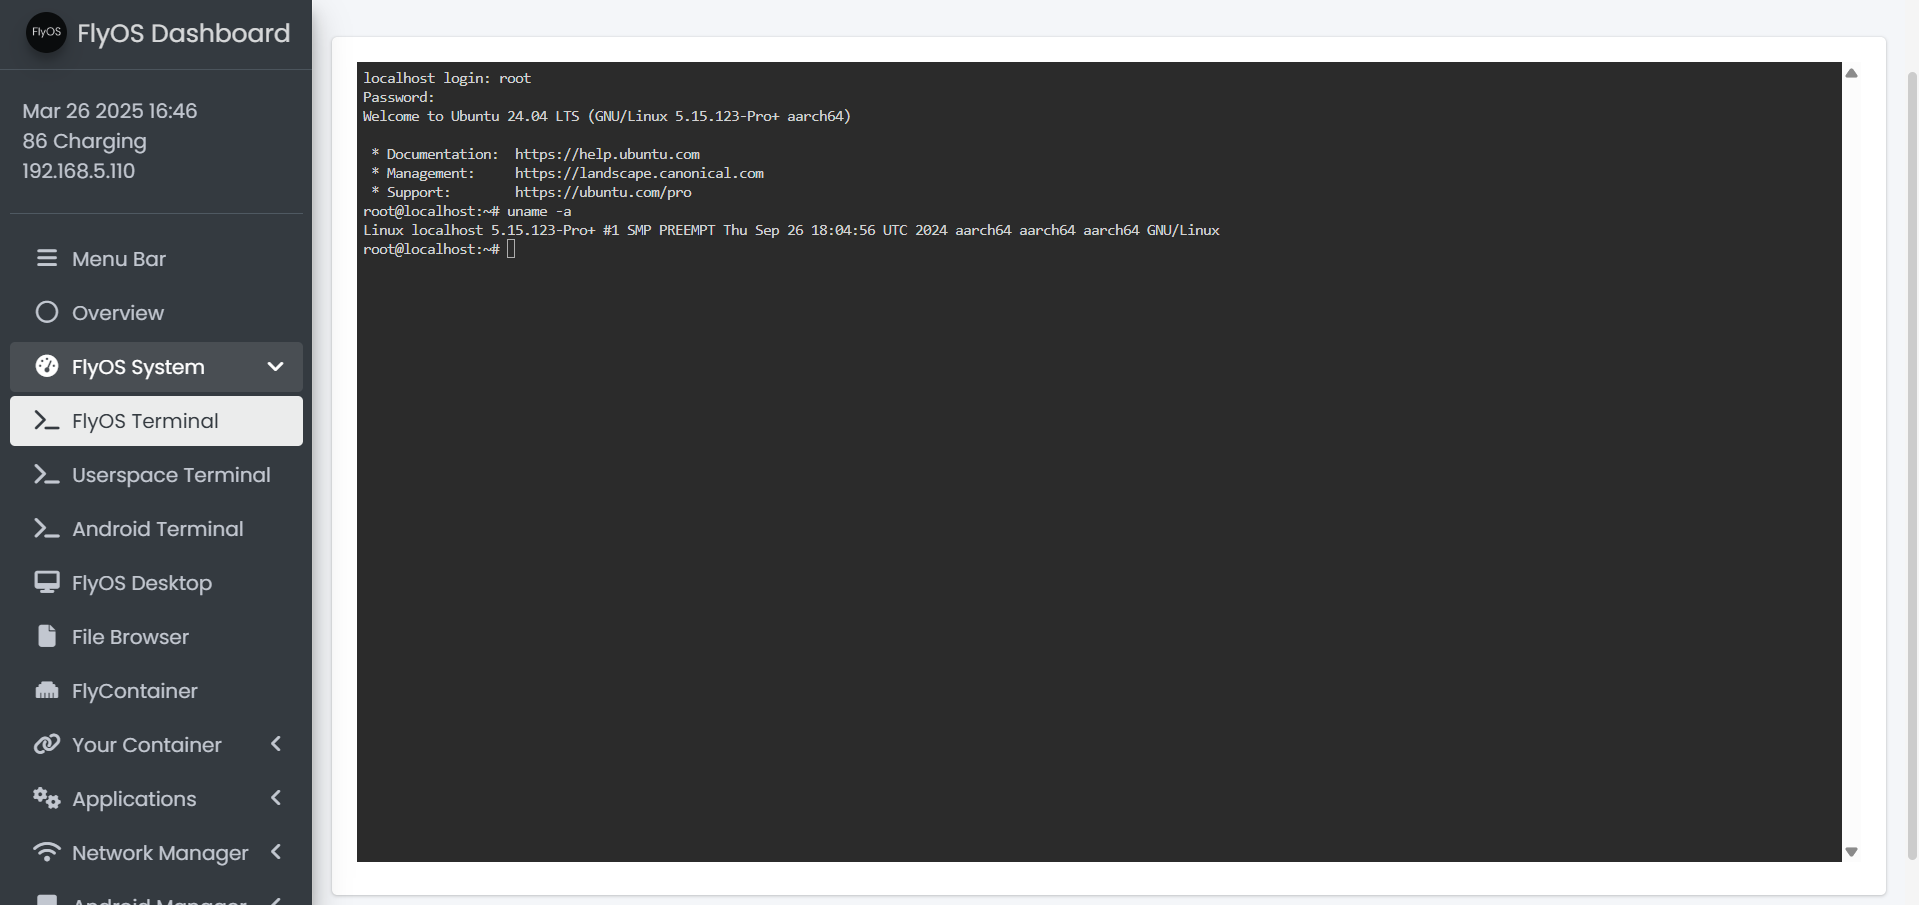 FlyOS
FlyOS Dashboard
Mar 26 2025 16:46
86 Charging
192.168.5.110
Menu Bar
Overview
FlyOS System
FlyOS Terminal
Userspace Terminal
Android Terminal
FlyOS Desktop
File Browser
FlyContainer
Your Container
Applications
Network Manager
Android Manager
localhost login: root
Password:
Welcome to Ubuntu 24.04 LTS (GNU/Linux 5.15.123-Pro+ aarch64)
* Documentation:  https://help.ubuntu.com
* Management:     https://landscape.canonical.com
* Support:        https://ubuntu.com/pro
root@localhost:~# uname -a
Linux localhost 5.15.123-Pro+ #1 SMP PREEMPT Thu Sep 26 18:04:56 UTC 2024 aarch64 aarch64 aarch64 GNU/Linux
root@localhost:~#